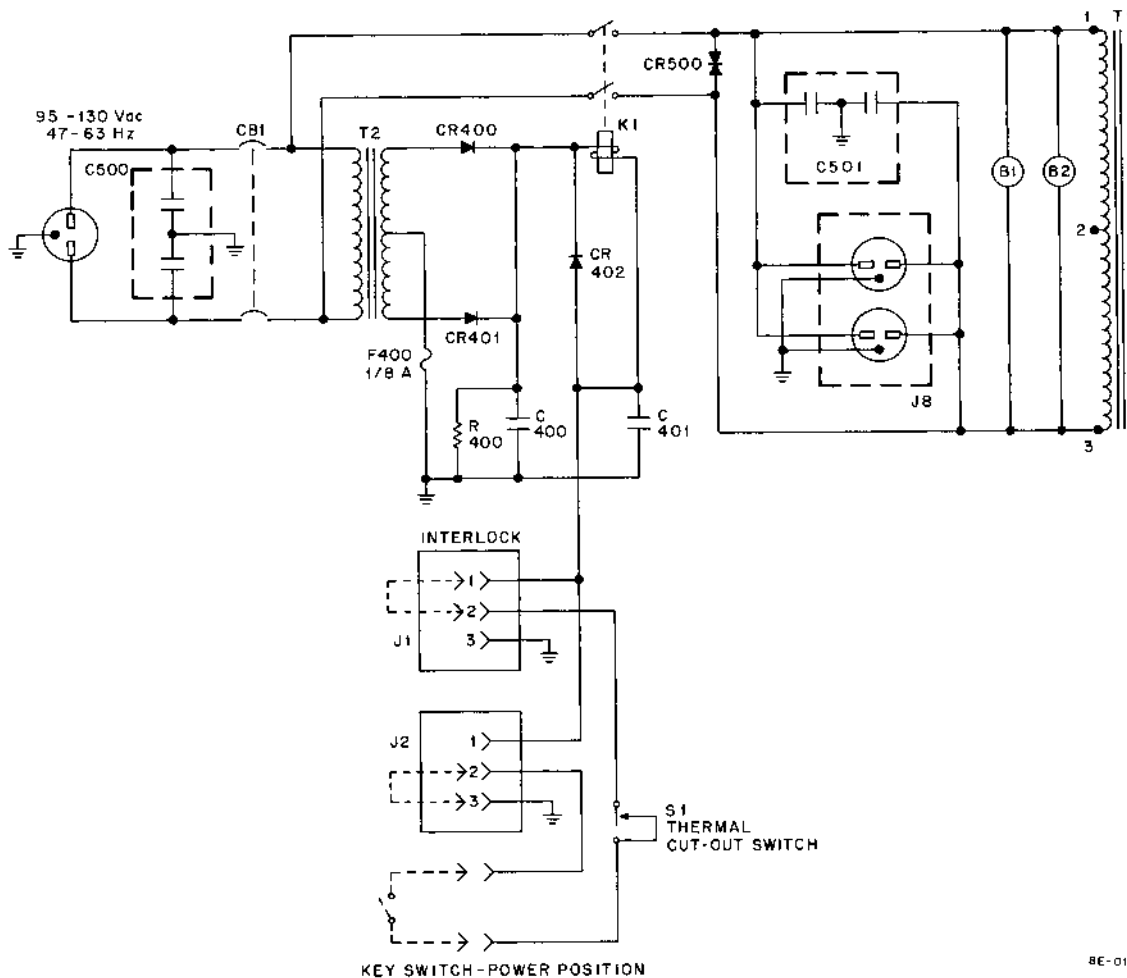 1
T
CR500
95 -130 Vac
47-63 Hz
CB1
T2
CR400
K1
C500
C501
B1
B2
2
CR
402
F400
1/8 A
CR401
J8
R
400
C
400
C
401
3
INTERLOCK
1
2
J1
3
J2
1
2
3
S1
THERMAL
CUT-OUT SWITCH
KEY SWITCH-POWER POSITION
8E-01